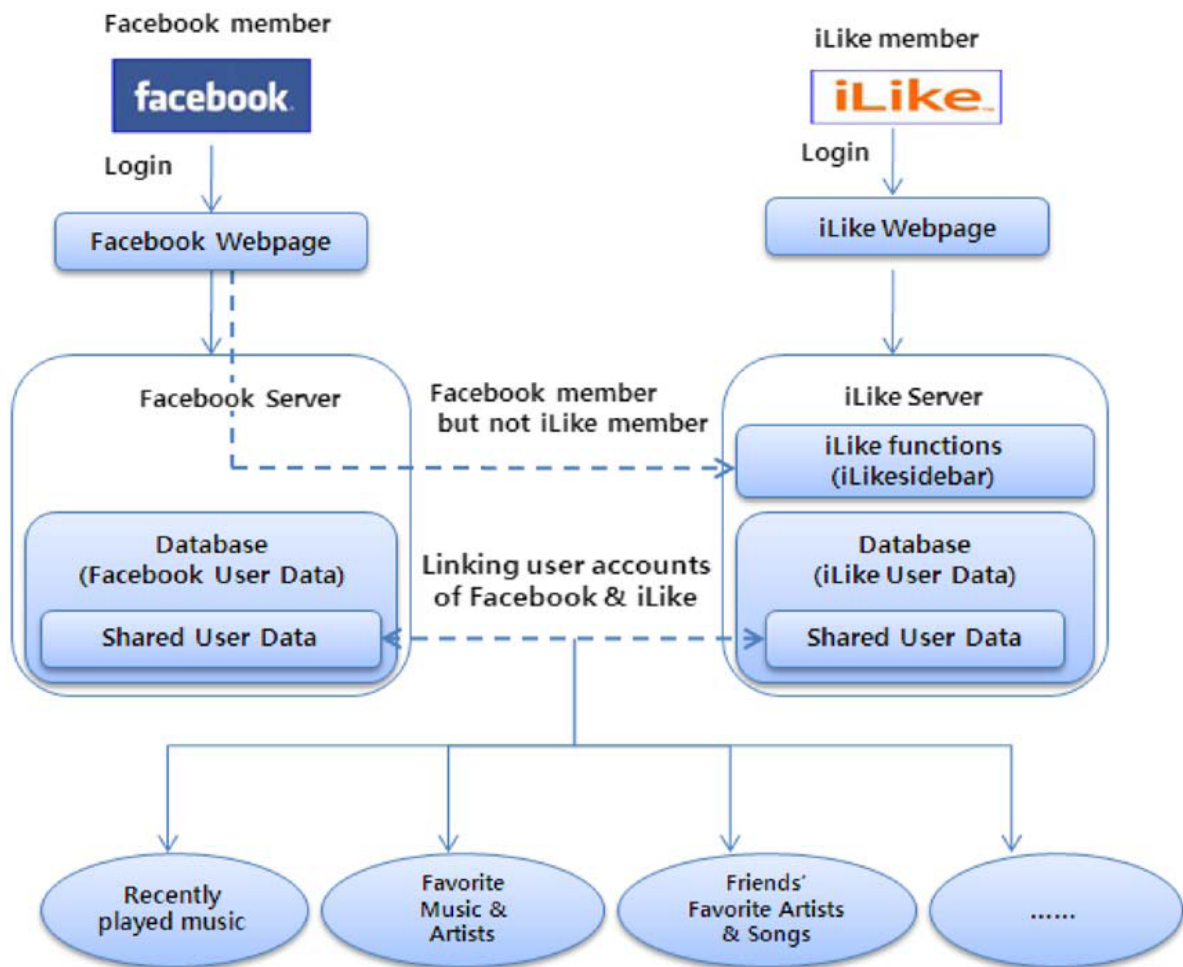 Facebook member
facebook.
Login
Facebook Webpage
iLike member
iLike™
Login
iLike Webpage
Facebook Server
Facebook member
but not iLike member
iLike Server
iLike functions
(iLikesidebar)
Database
(Facebook User Data)
Shared User Data
Linking user accounts
of Facebook & iLike
Database
(iLike User Data)
Shared User Data
Recently
played music
Favorite
Music &
Artists
Friends'
Favorite Artists
& Songs
......